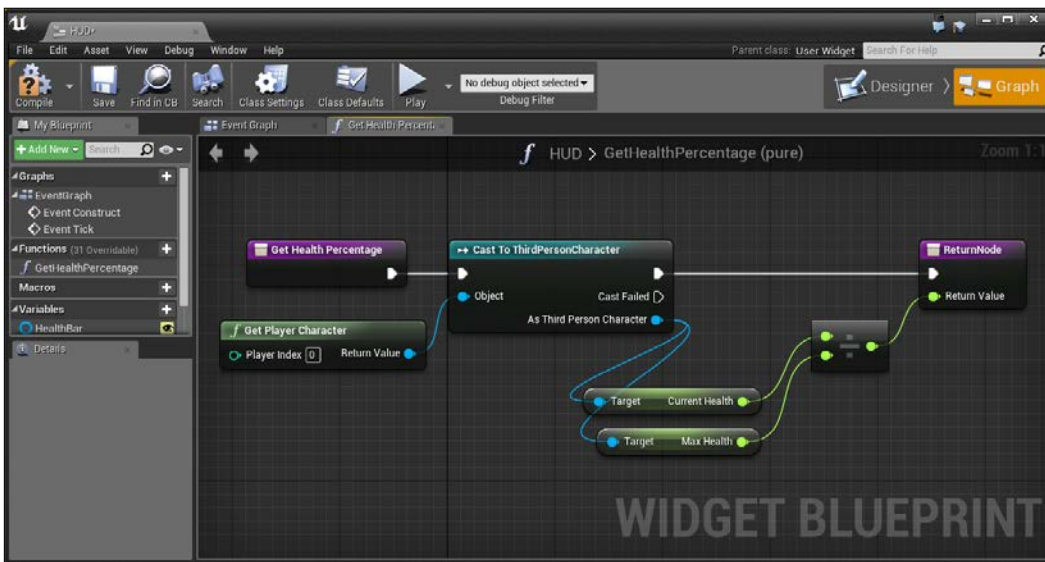 HUD*
File Edit Asset View Debug Window Help
Parent class: User Widget Search For Help
Compile Save Find in CB Search Class Settings Class Defaults Play
No debug object selected
Debug Filter
Designer Graph
My Blueprint
Event Graph
Get Health Percent
+ Add New Search
HUD > GetHealthPercentage (pure)
Zoom 1:1
Graphs
EventGraph
Event Construct
Event Tick
Functions (31 Overridable)
GetHealthPercentage
Macros
Variables
HealthBar
Details
Get Health Percentage
Cast To ThirdPersonCharacter
Object
Cast Failed
As Third Person Character
Get Player Character
Player Index 0 Return Value
Target Current Health
Target Max Health
ReturnNode
Return Value
WIDGET BLUEPRINT